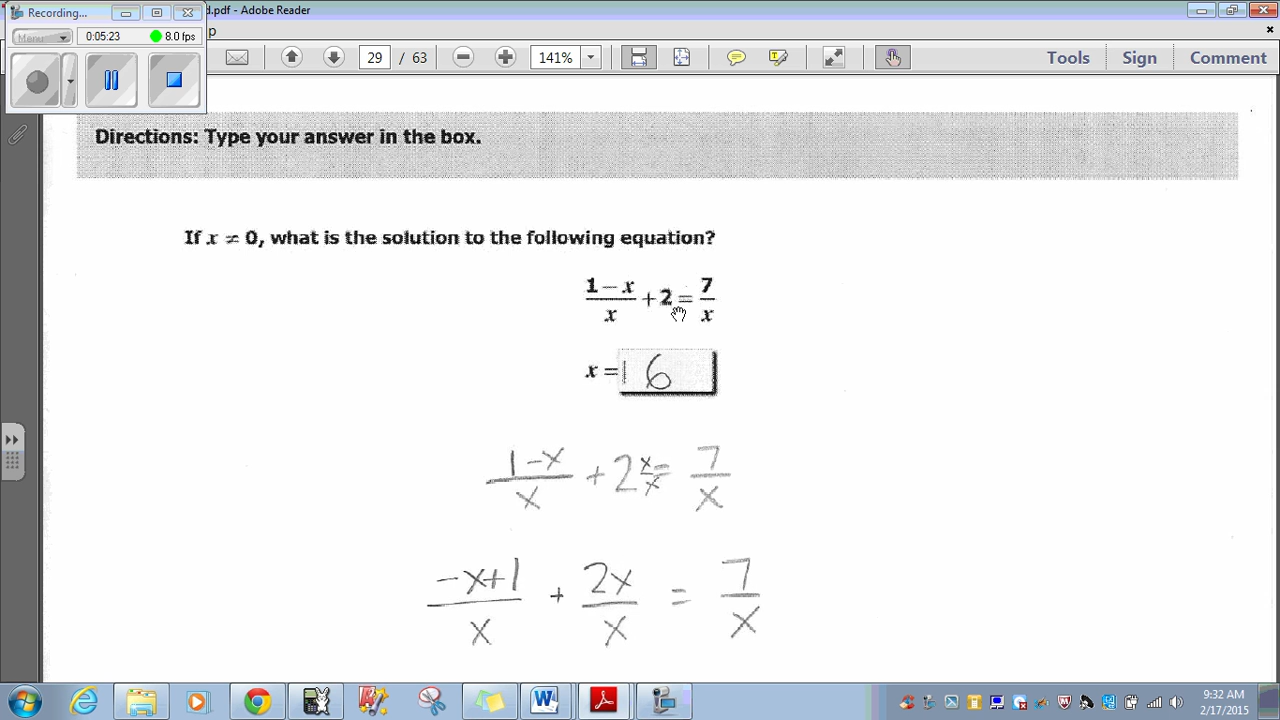 Recording...
d.pdf - Adobe Reader
Menu
0:05:23
8.0 fps
p
29 / 63
141%
Tools
Sign
Comment
Directions: Type your answer in the box.
If x ≠ 0, what is the solution to the following equation?
1 − x
x
+ 2 =
7
x
x = 6
1 − x
x
+ 2
x
x
=
7
x
−x+1
x
+
2x
x
=
7
x
9:32 AM
2/17/2015